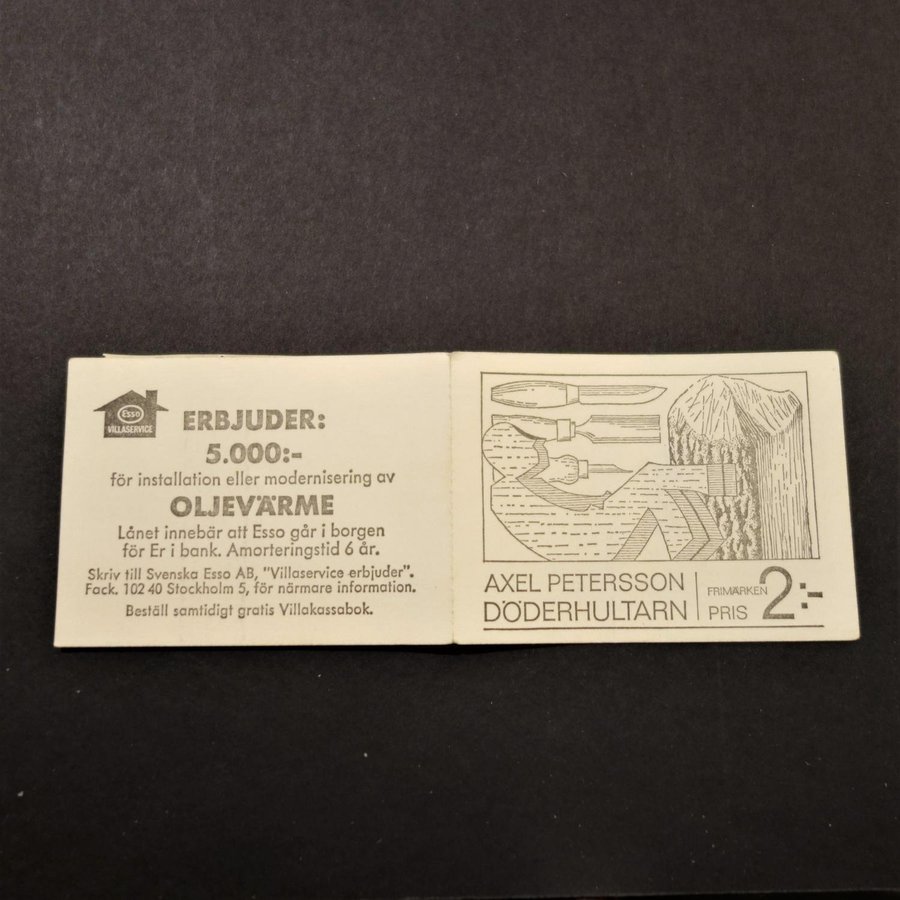 Esso
VILLASERVICE
ERBJUDER:
5.000:-
för installation eller modernisering av
OLJEVÄRME
Lånet innebär att Esso går i borgen
för Er i bank. Amorteringstid 6 år.
Skriv till Svenska Esso AB, "Villaservice erbjuder".
Fack. 102 40 Stockholm 5, för närmare information.
Beställ samtidigt gratis Villakassabok.
AXEL PETERSSON
DÖDERHULTARN
FRIMÄRKEN
PRIS 2:-